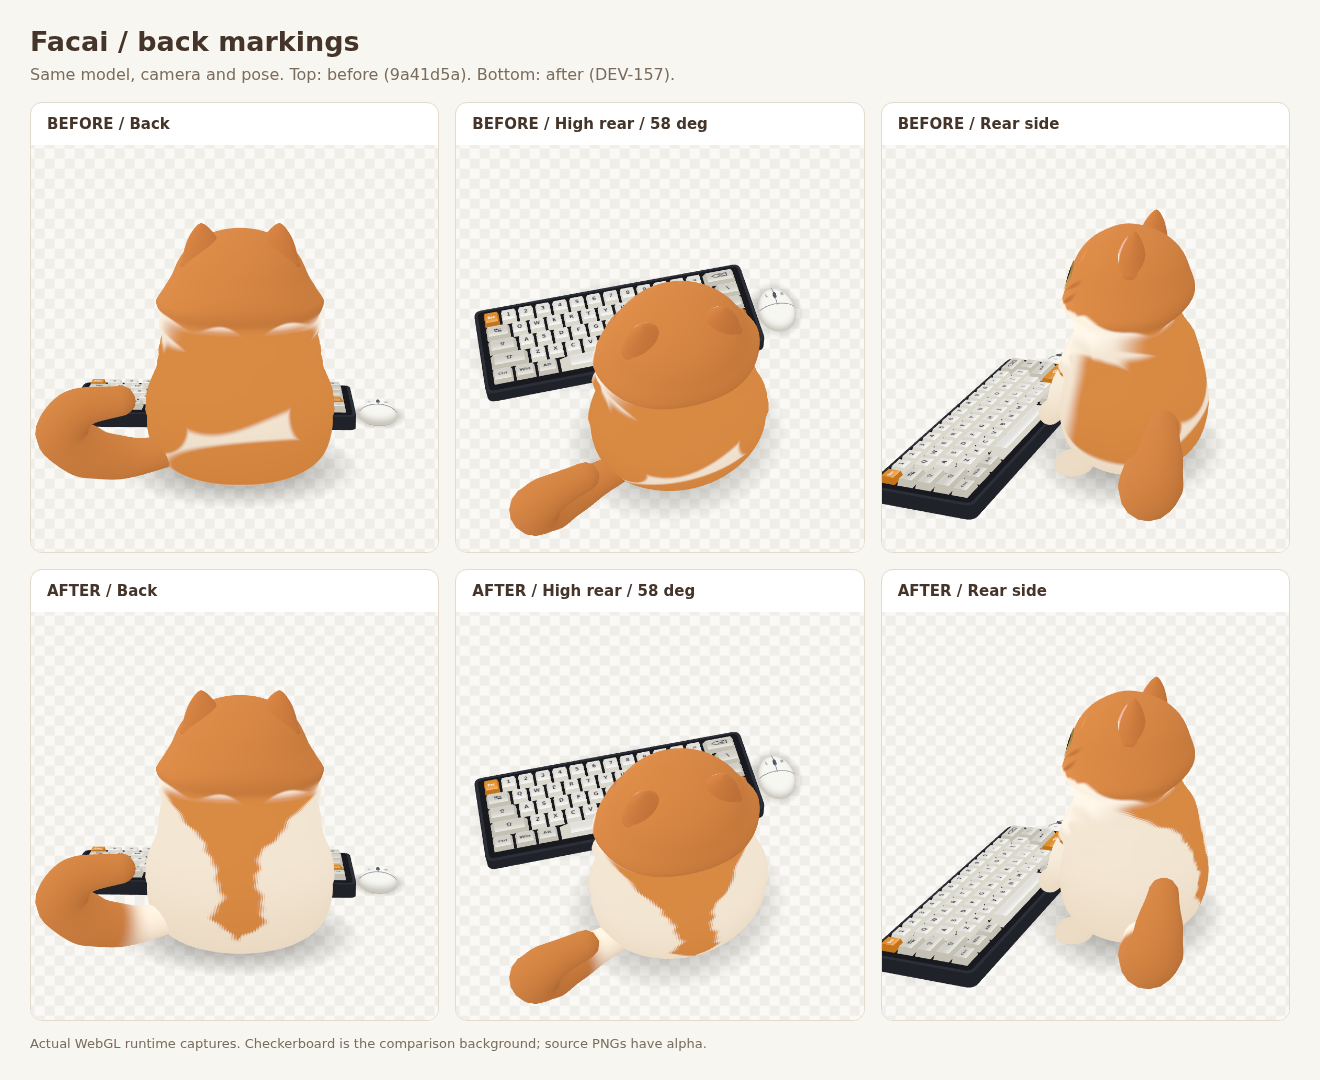 Facai / back markings
Same model, camera and pose. Top: before (9a41d5a). Bottom: after (DEV-157).
BEFORE / Back
BEFORE / High rear / 58 deg
BEFORE / Rear side
AFTER / Back
AFTER / High rear / 58 deg
AFTER / Rear side
Actual WebGL runtime captures. Checkerboard is the comparison background; source PNGs have alpha.